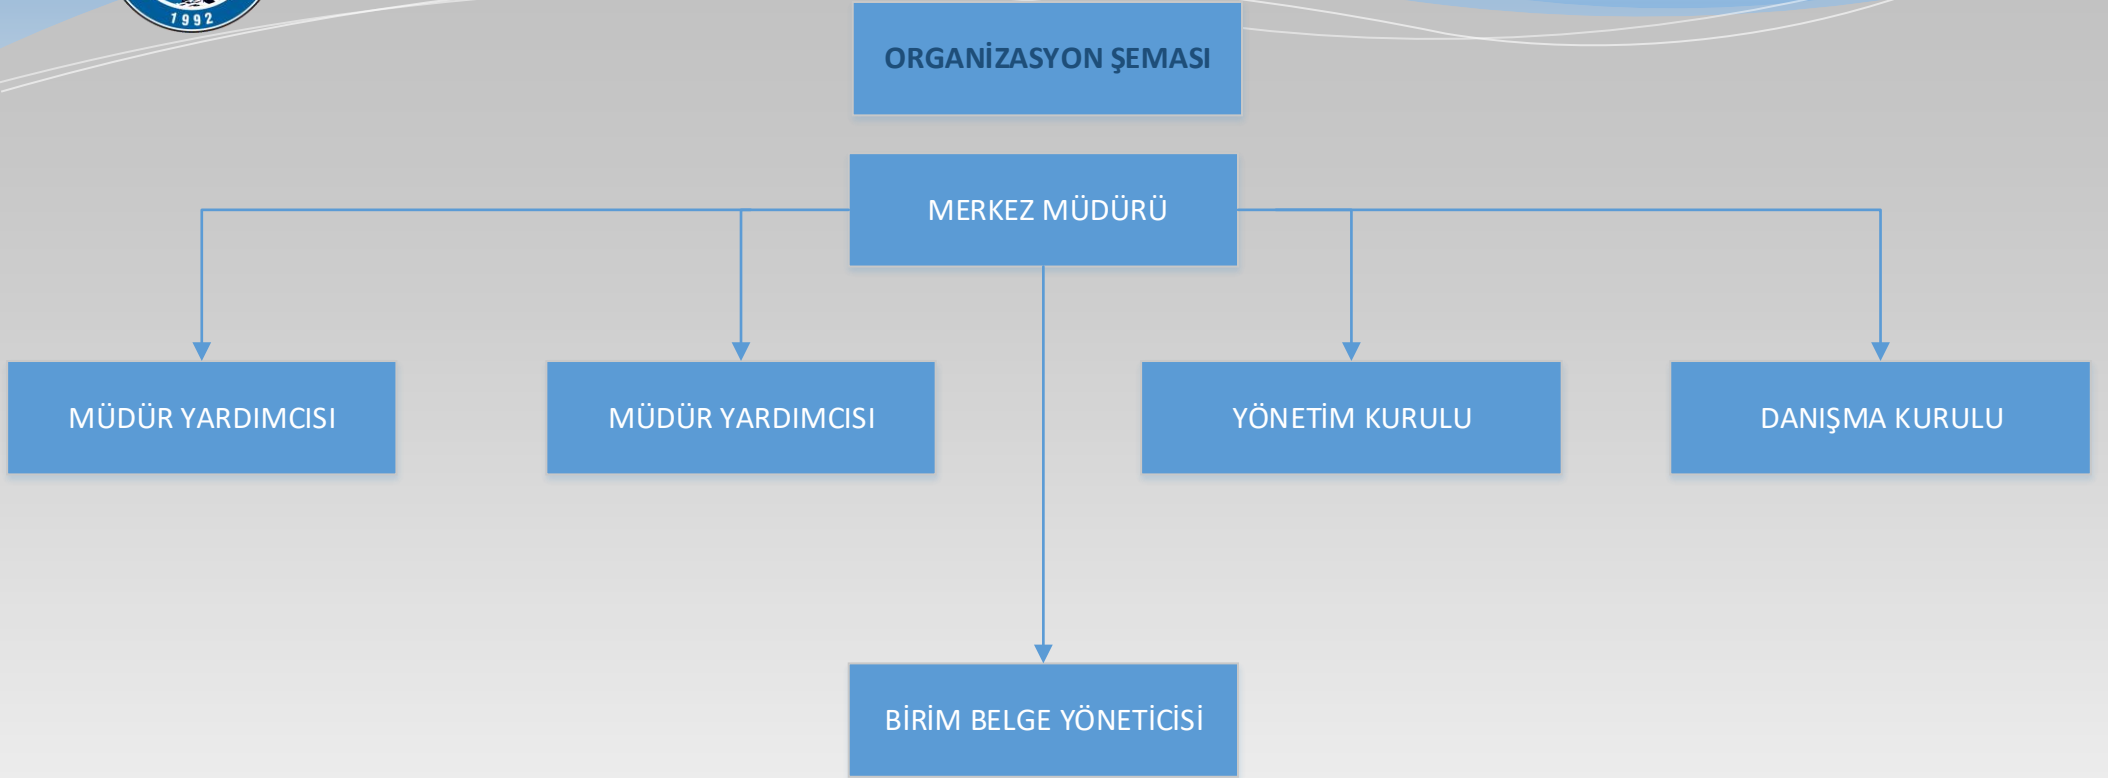 1992
ORGANİZASYON ŞEMASI
MERKEZ MÜDÜRÜ
MÜDÜR YARDIMCISI
MÜDÜR YARDIMCISI
YÖNETİM KURULU
DANIŞMA KURULU
BİRİM BELGE YÖNETİCİSİ